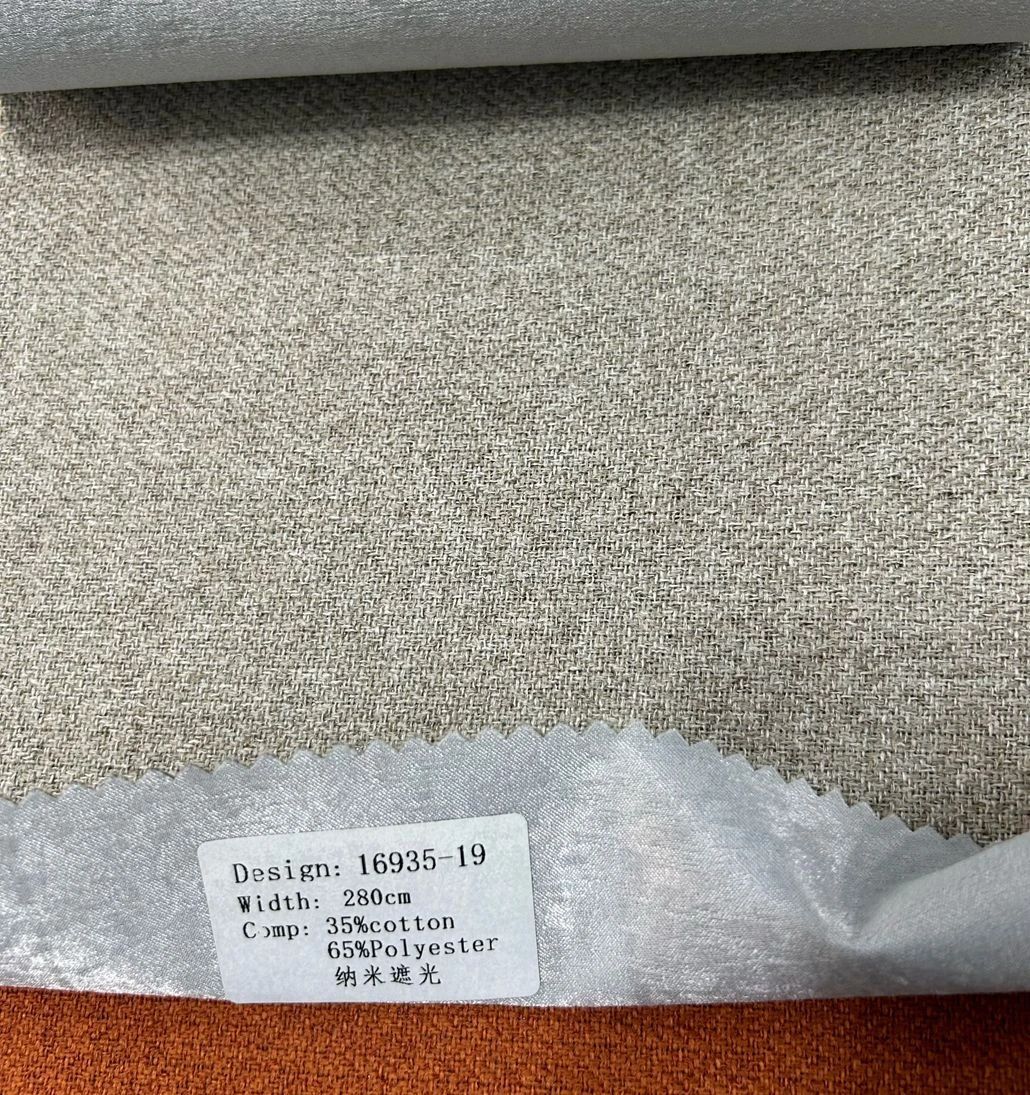 Design: 16935-19
Width: 280cm
Comp: 35%cotton
65%Polyester
纳米遮光